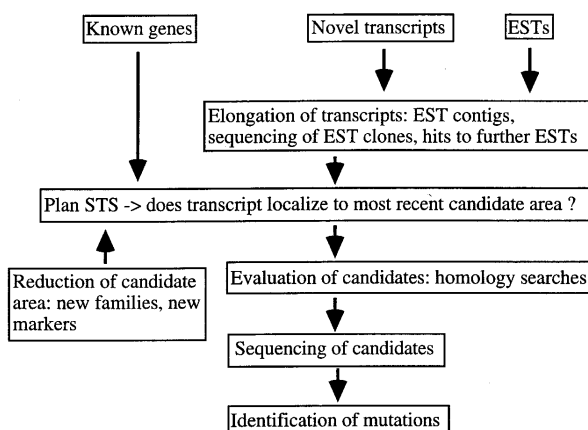 Known genes
Novel transcripts
ESTs
Elongation of transcripts: EST contigs,
sequencing of EST clones, hits to further ESTs
Plan STS -> does transcript localize to most recent candidate area ?
Reduction of candidate
area: new families, new
markers
Evaluation of candidates: homology searches
Sequencing of candidates
Identification of mutations